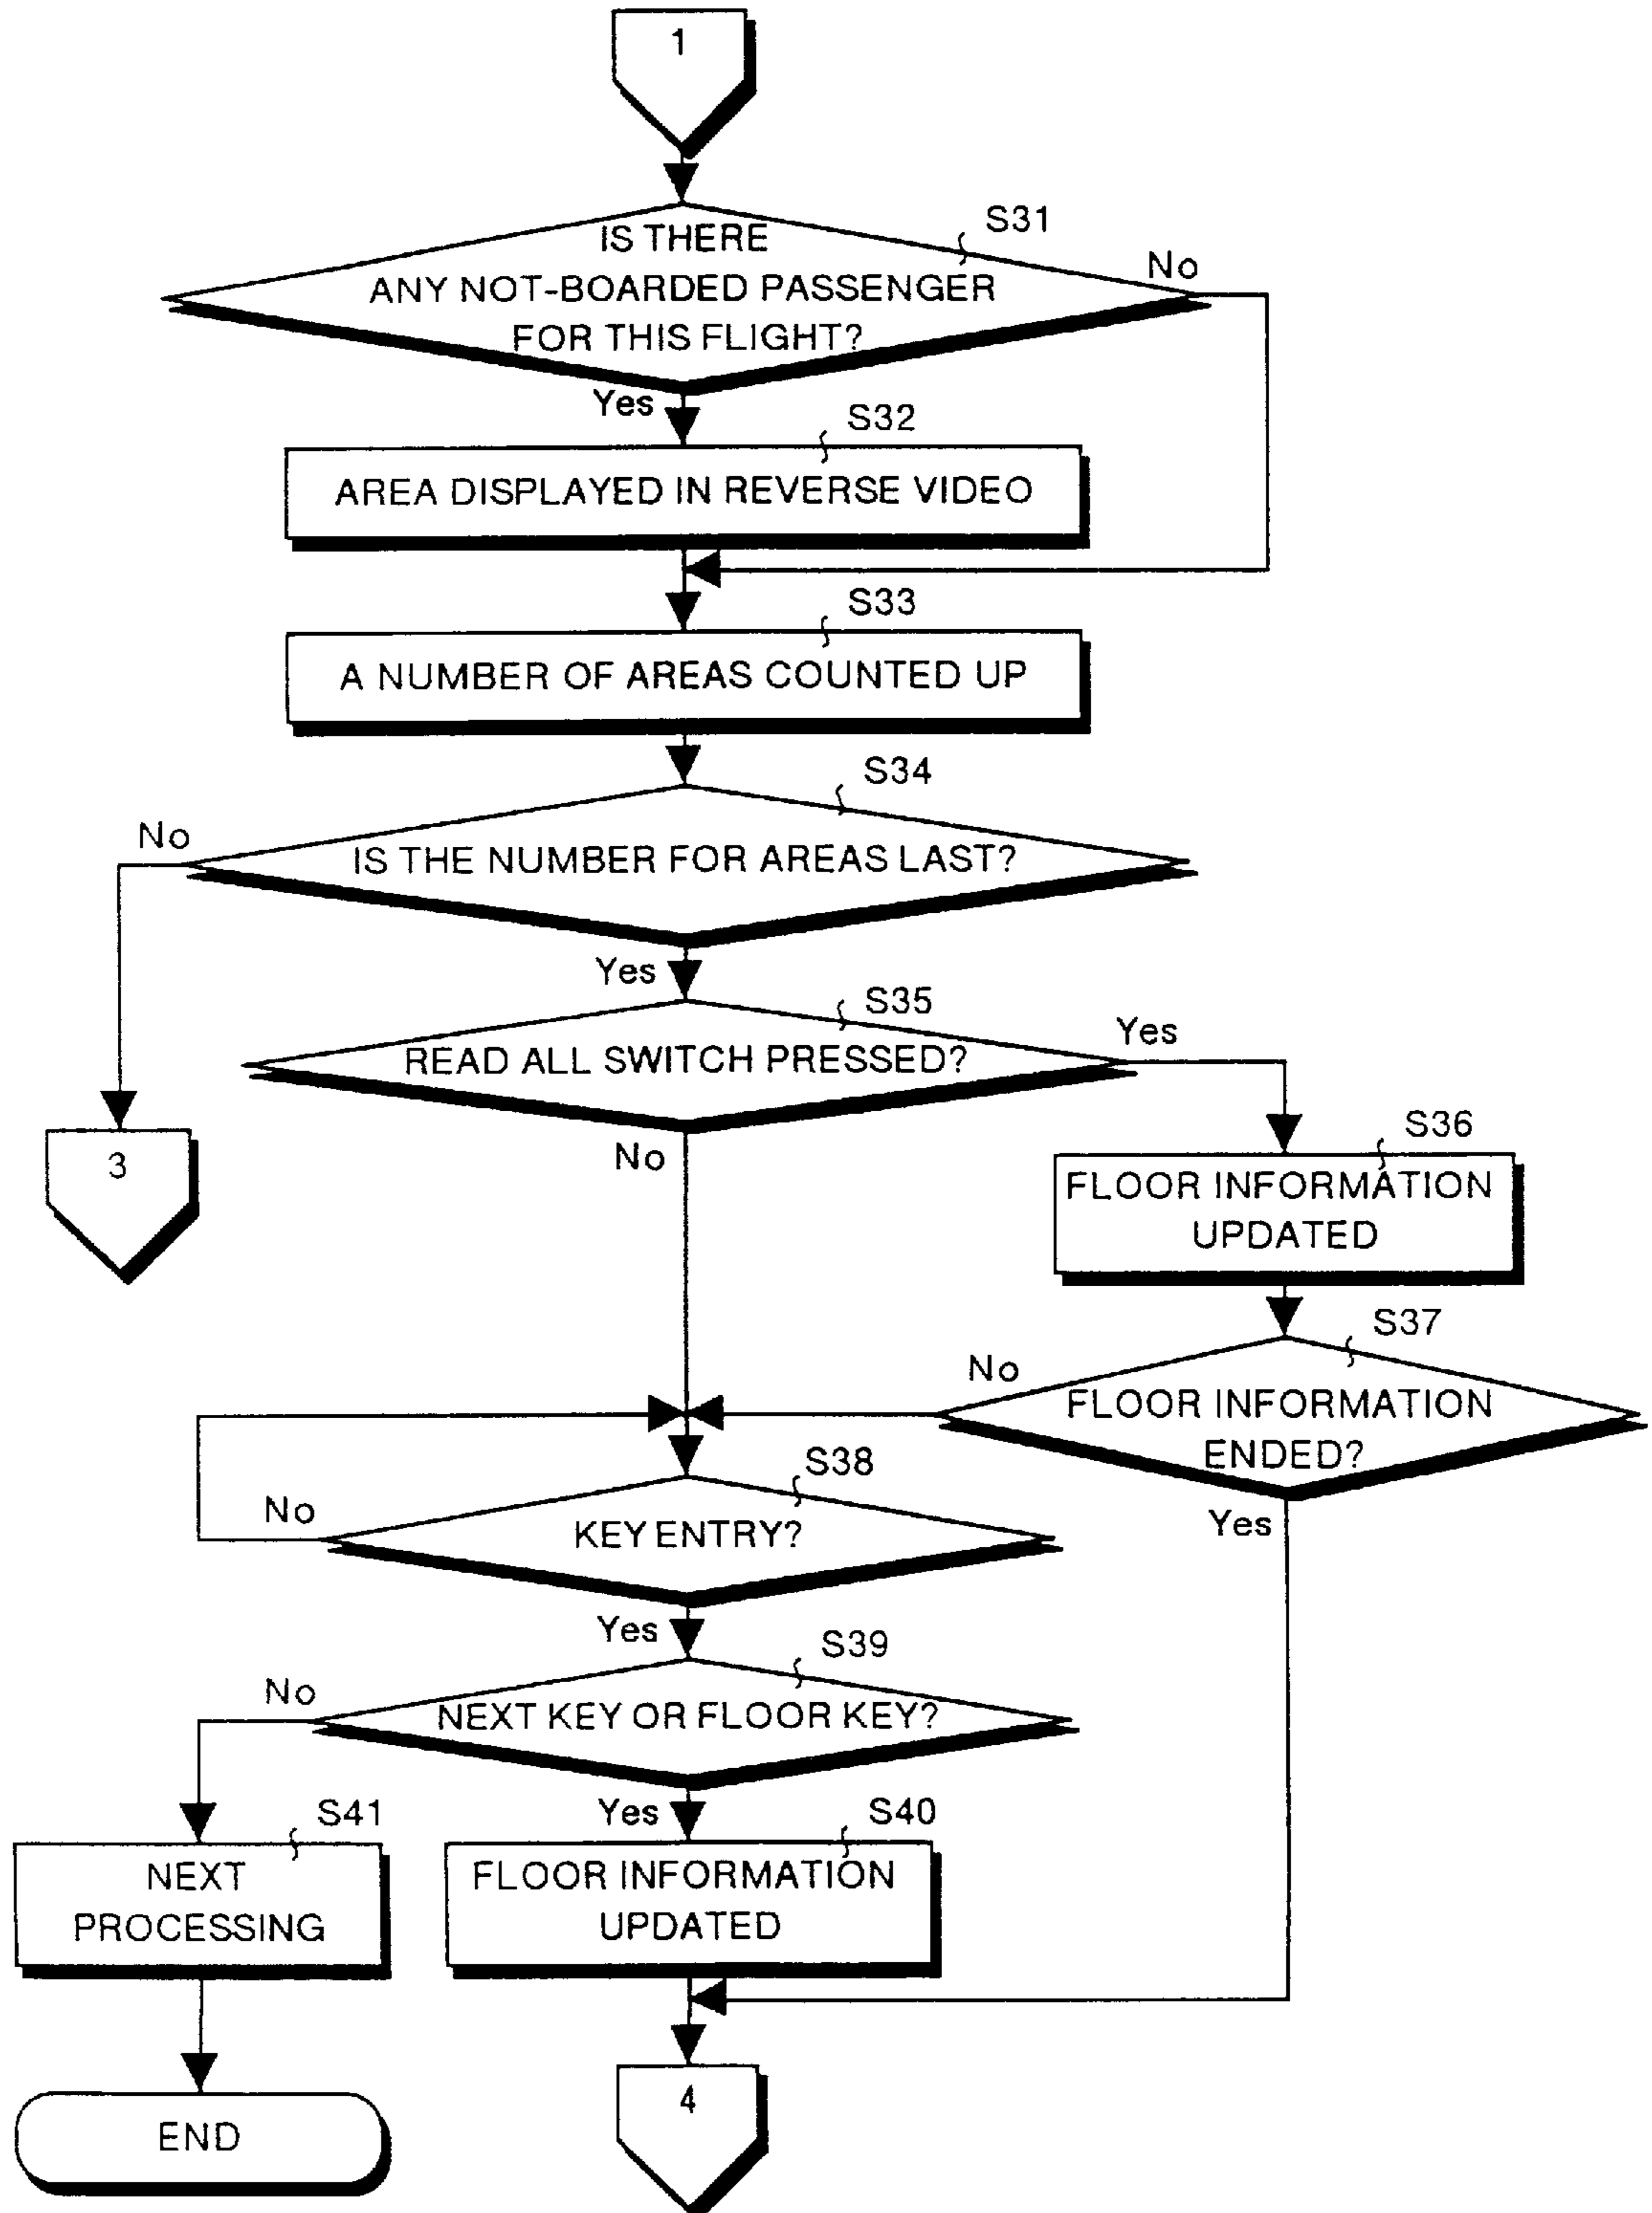 1
S31
IS THERE
ANY NOT-BOARDED PASSENGER
FOR THIS FLIGHT?
No
Yes
S32
AREA DISPLAYED IN REVERSE VIDEO
S33
A NUMBER OF AREAS COUNTED UP
S34
No
IS THE NUMBER FOR AREAS LAST?
Yes
S35
READ ALL SWITCH PRESSED?
Yes
No
3
S36
FLOOR INFORMATION
UPDATED
S37
No
FLOOR INFORMATION
ENDED?
Yes
S38
No
KEY ENTRY?
Yes
S39
No
NEXT KEY OR FLOOR KEY?
Yes
S41
NEXT
PROCESSING
S40
FLOOR INFORMATION
UPDATED
END
4